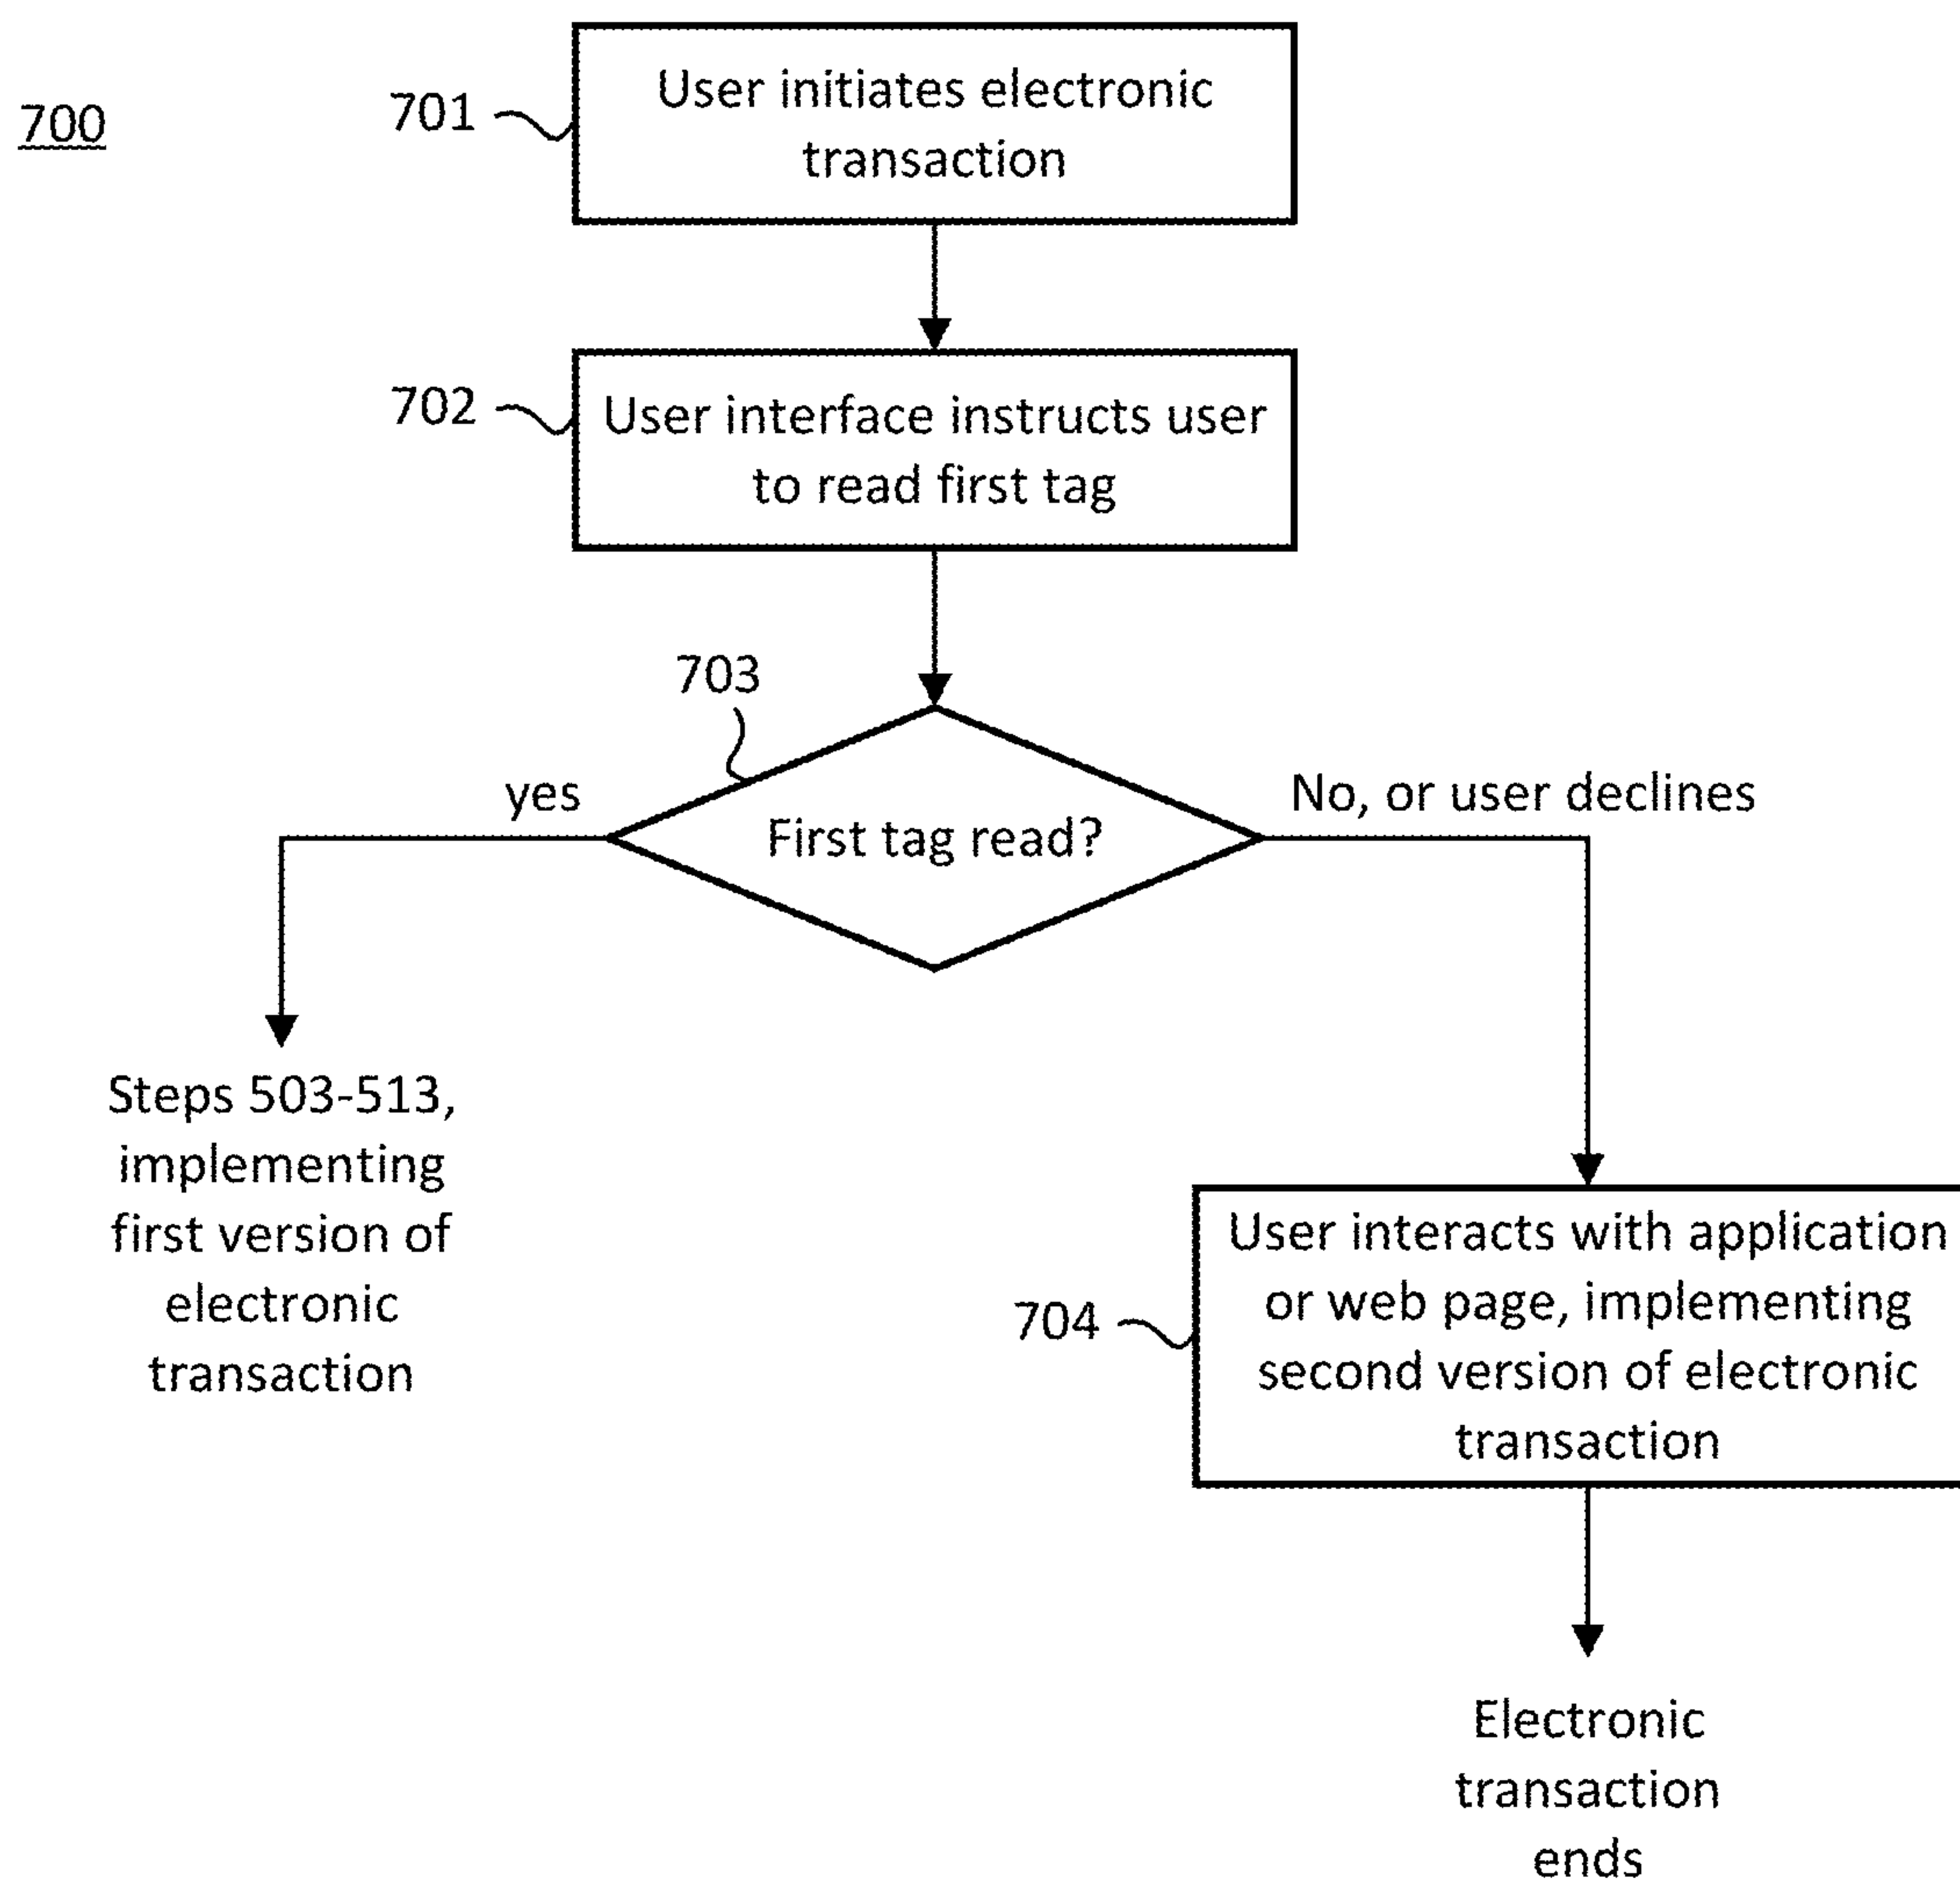 700
701
User initiates electronic
transaction
702
User interface instructs user
to read first tag
703
First tag read?
yes
No, or user declines
Steps 503-513,
implementing
first version of
electronic
transaction
704
User interacts with application
or web page, implementing
second version of electronic
transaction
Electronic
transaction
ends